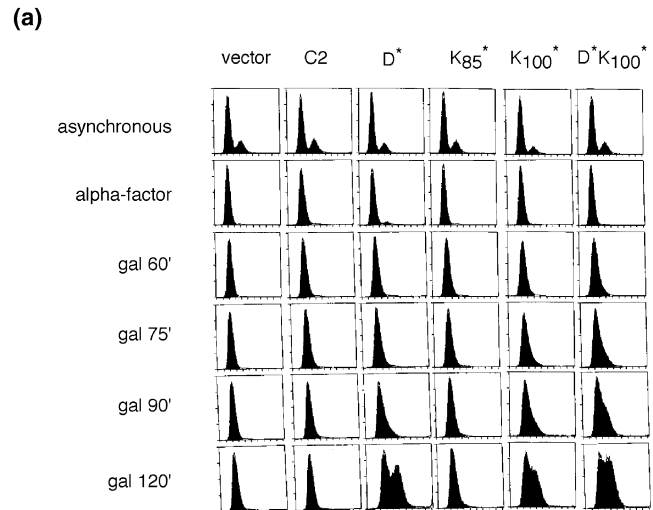 (a)
vector C2 D* K85* K100* D*K100*
asynchronous
alpha-factor
gal 60'
gal 75'
gal 90'
gal 120'